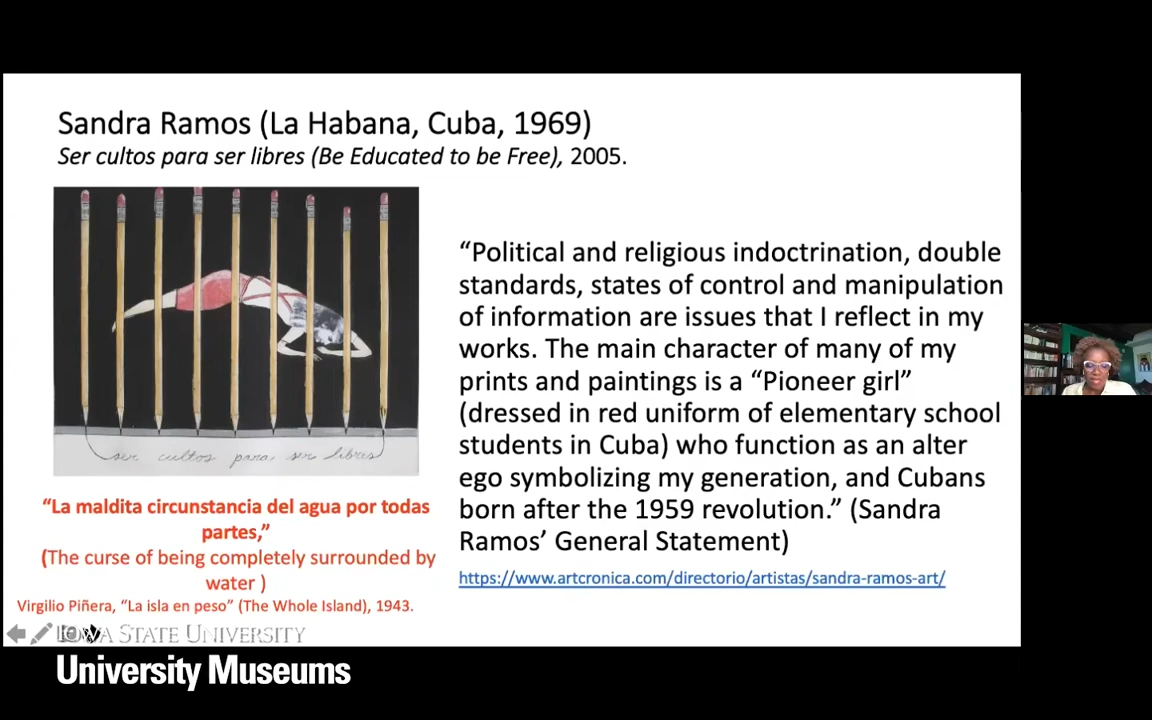 Sandra Ramos (La Habana, Cuba, 1969)
Ser cultos para ser libres (Be Educated to be Free), 2005.
ser cultos para ser libres
“La maldita circunstancia del agua por todas
partes,”
(The curse of being completely surrounded by
water )
Virgilio Piñera, “La isla en peso” (The Whole Island), 1943.
“Political and religious indoctrination, double
standards, states of control and manipulation
of information are issues that I reflect in my
works. The main character of many of my
prints and paintings is a “Pioneer girl”
(dressed in red uniform of elementary school
students in Cuba) who function as an alter
ego symbolizing my generation, and Cubans
born after the 1959 revolution.” (Sandra
Ramos’ General Statement)
https://www.artcronica.com/directorio/artistas/sandra-ramos-art/
IOWA STATE UNIVERSITY
University Museums